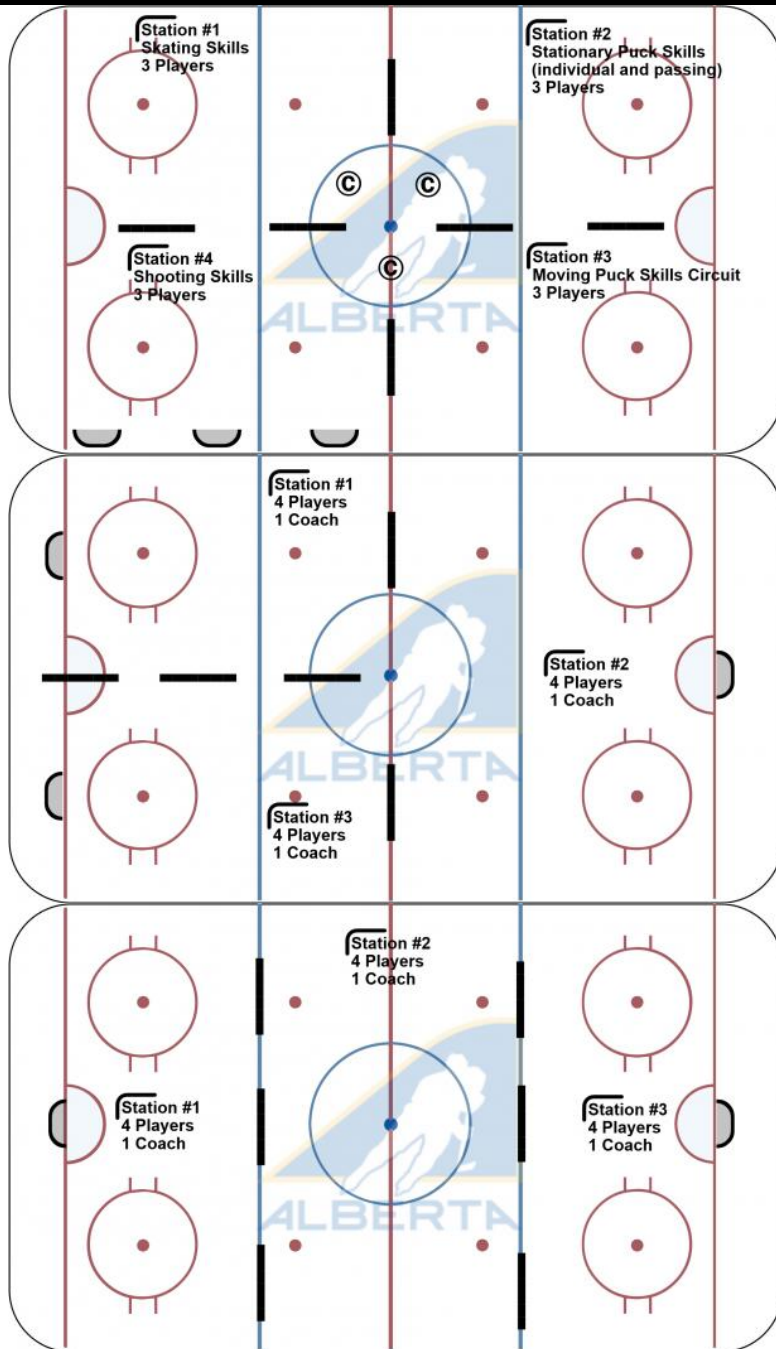 Station #1
Skating Skills
3 Players
Station #2
Stationary Puck Skills
(individual and passing)
3 Players
©
©
©
Station #4
Shooting Skills
3 Players
Station #3
Moving Puck Skills Circuit
3 Players
ALBERTA
Station #1
4 Players
1 Coach
Station #2
4 Players
1 Coach
ALBERTA
Station #3
4 Players
1 Coach
Station #2
4 Players
1 Coach
Station #1
4 Players
1 Coach
Station #3
4 Players
1 Coach
ALBERTA